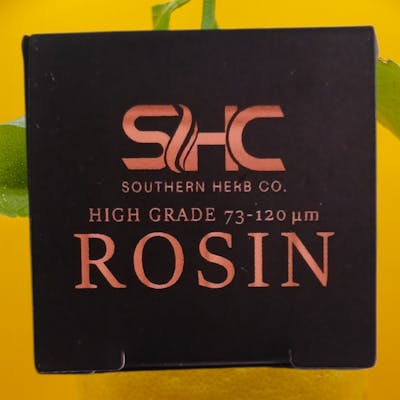 SHC
SOUTHERN HERB CO.
HIGH GRADE 73-120 µm
ROSIN